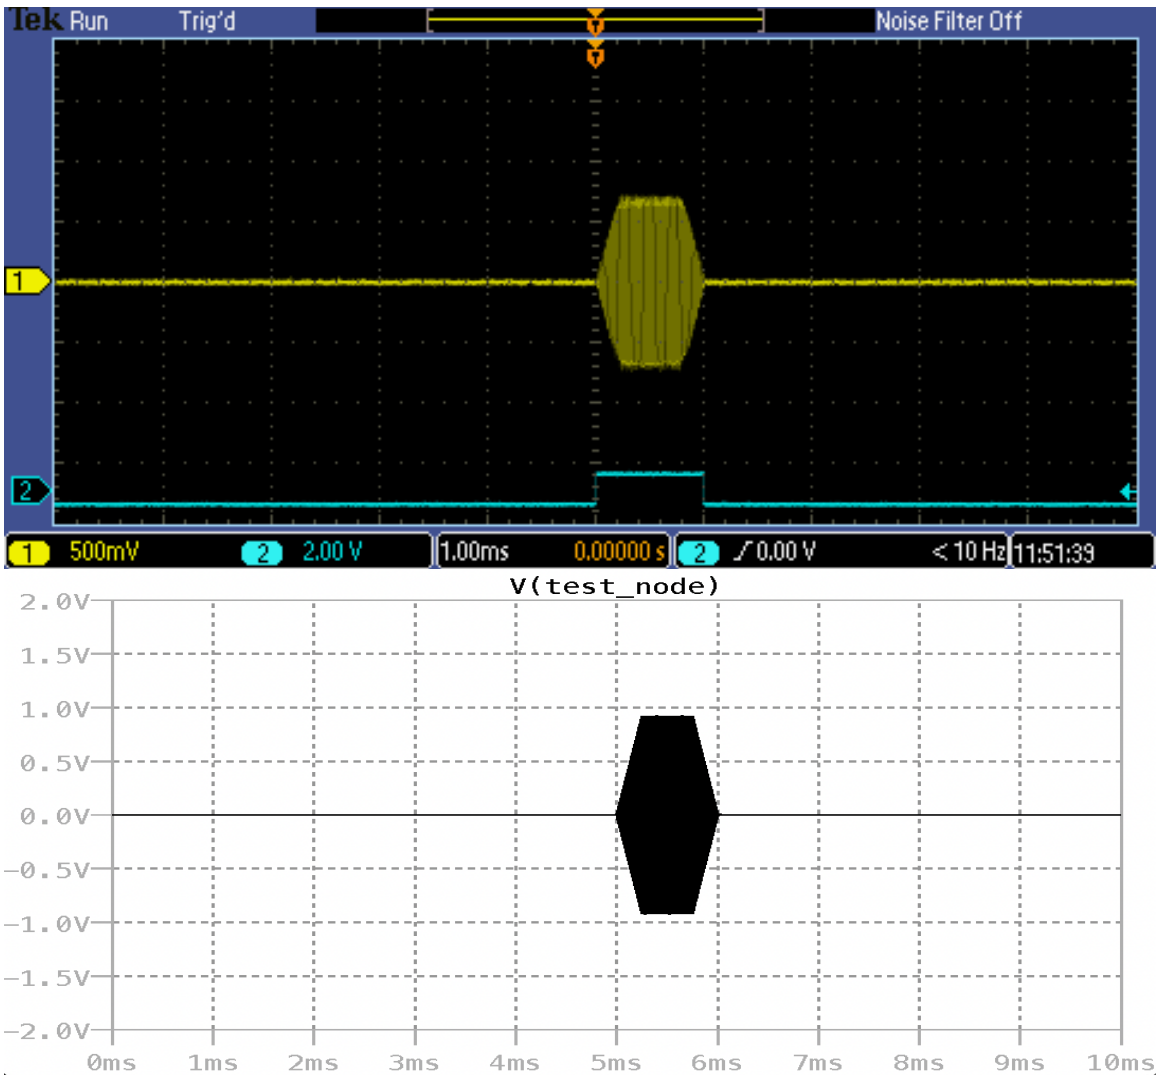 Tek Run Trig'd Noise Filter Off
T
T
1
2
1 500mV 2 2.00 V 1.00ms 0.00000 s 2 0.00 V < 10 Hz 11:51:39
V(test_node)
2.0V
1.5V
1.0V
0.5V
0.0V
-0.5V
-1.0V
-1.5V
-2.0V
0ms 1ms 2ms 3ms 4ms 5ms 6ms 7ms 8ms 9ms 10ms